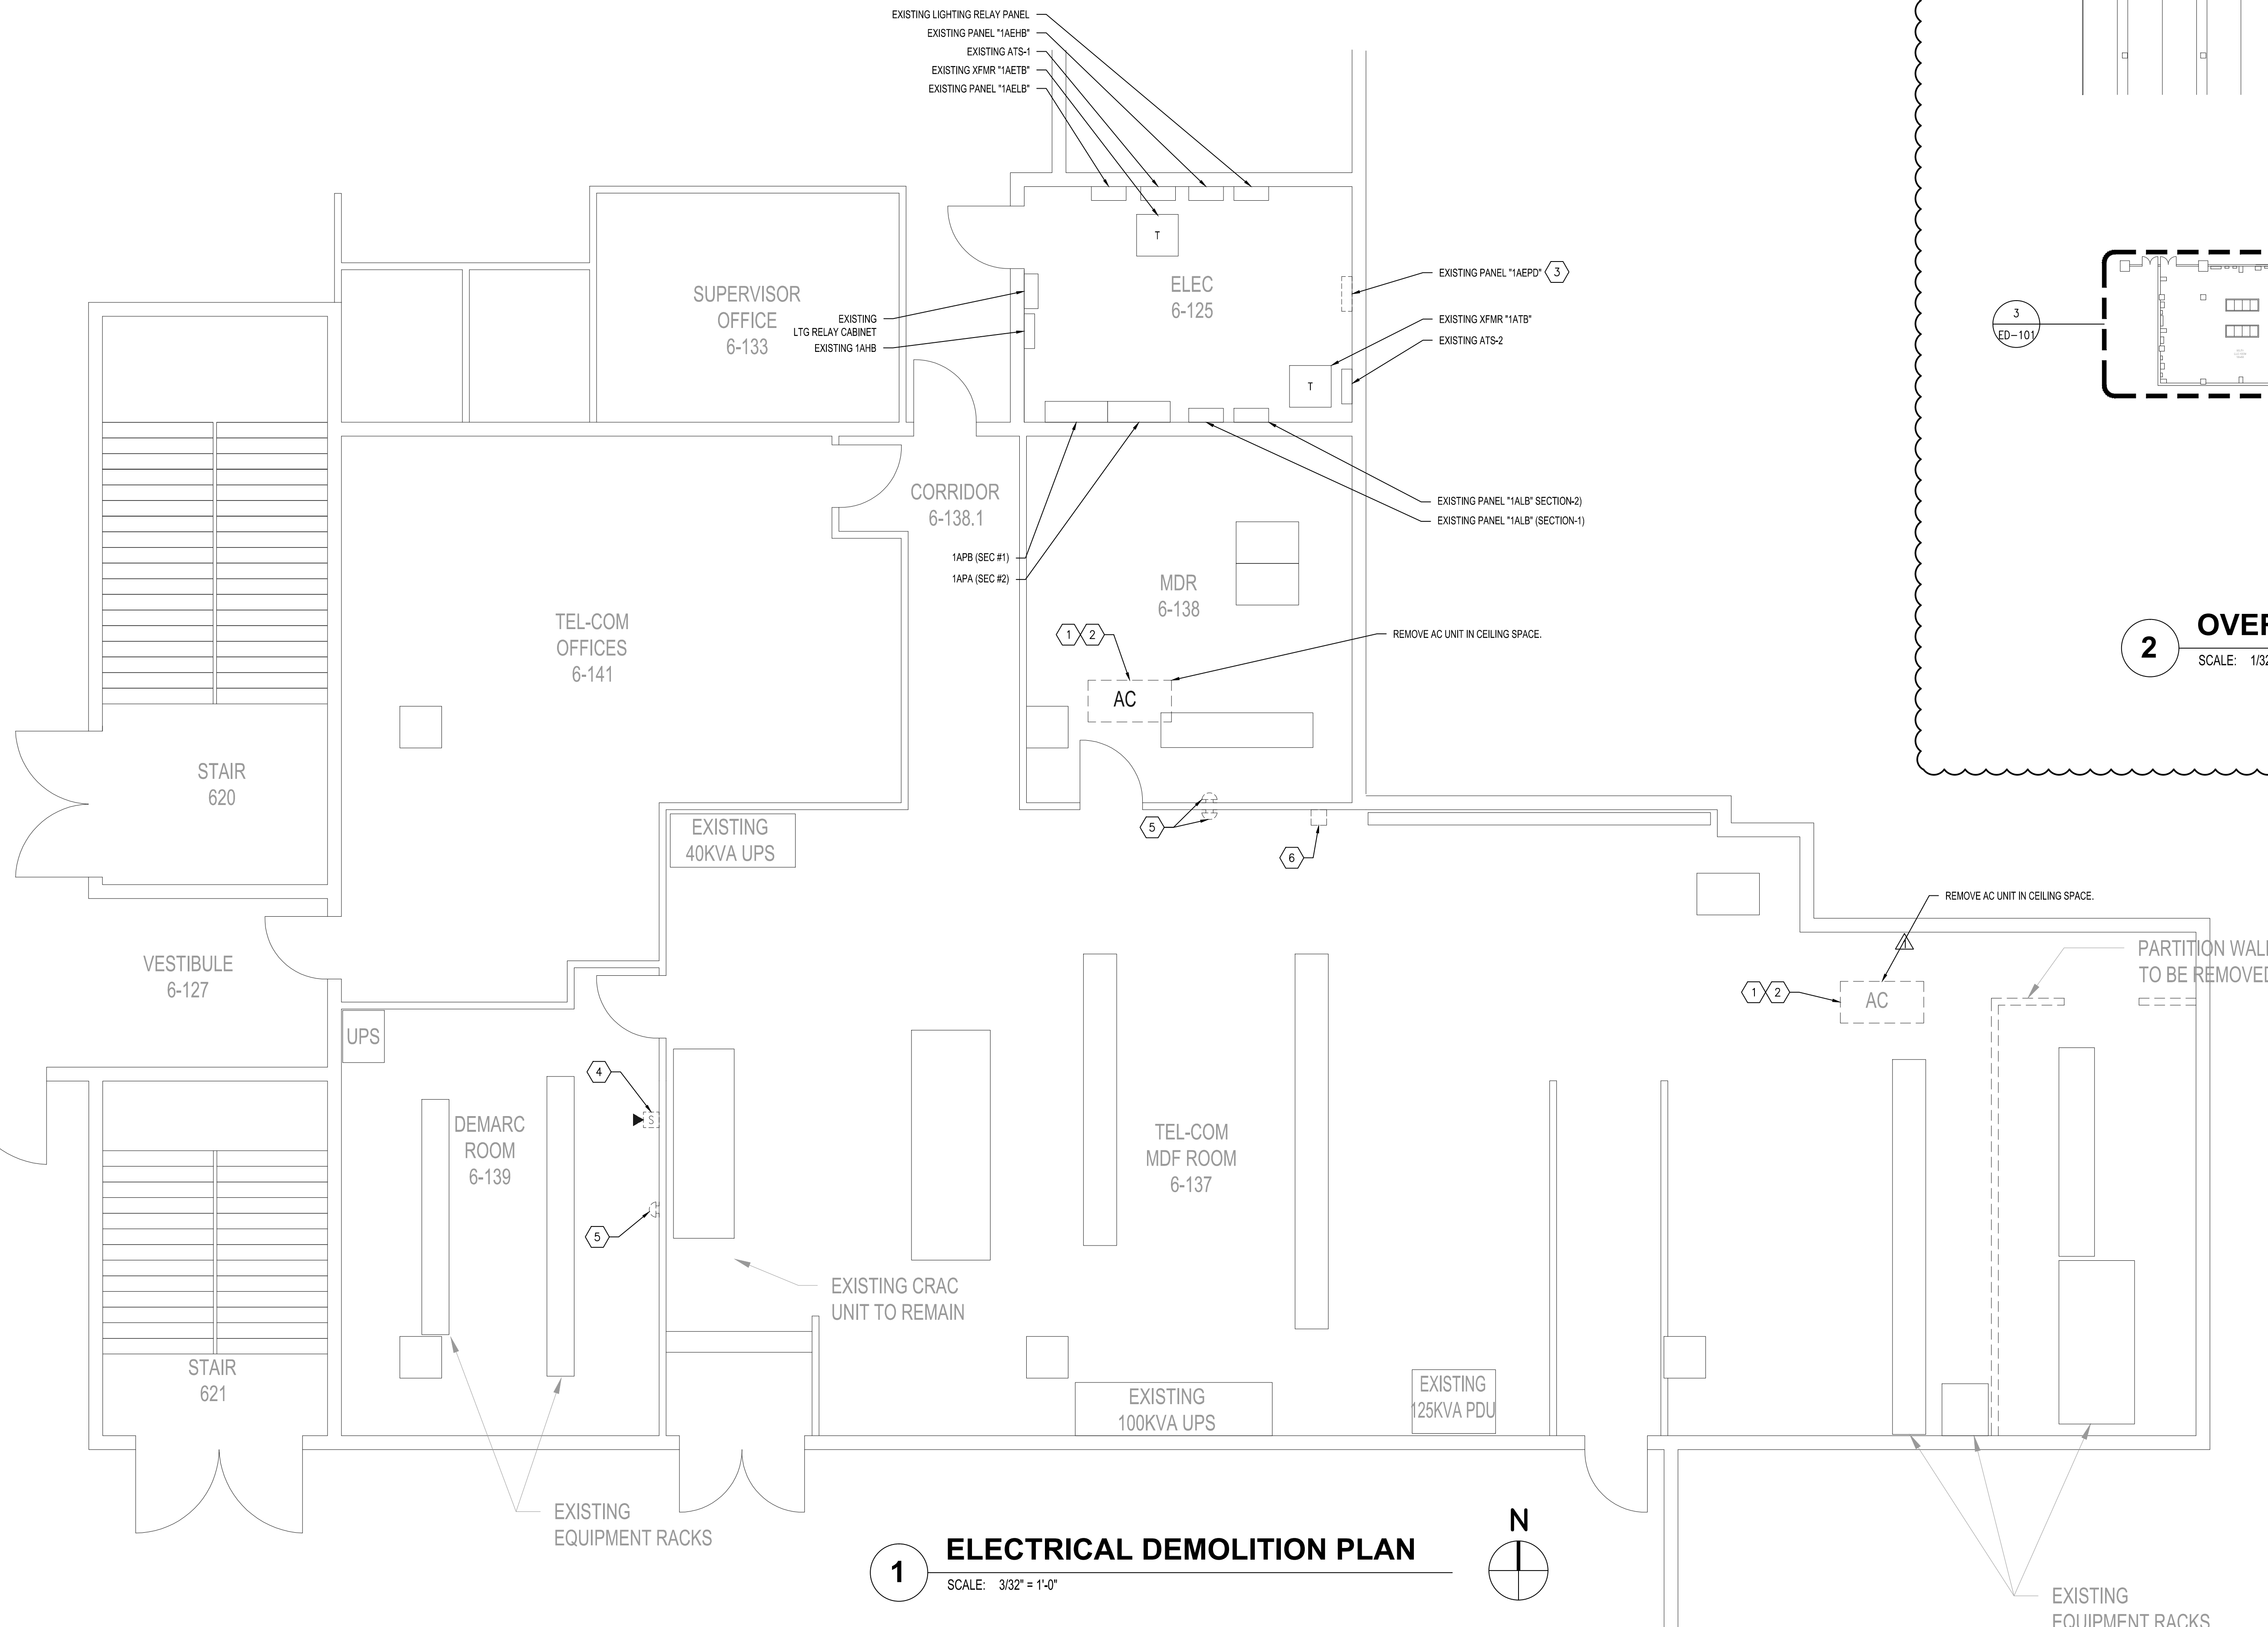 EXISTING LIGHTING RELAY PANEL
EXISTING PANEL "1AEHB"
EXISTING ATS-1
EXISTING XFMR "1AETB"
EXISTING PANEL "1AELB"
T
ELEC
6-125
EXISTING PANEL "1AEPD"
3
SUPERVISOR
OFFICE
6-133
EXISTING
LTG RELAY CABINET
EXISTING 1AHB
EXISTING XFMR "1ATB"
EXISTING ATS-2
T
3
ED-101
CORRIDOR
6-138.1
EXISTING PANEL "1ALB" SECTION-2)
EXISTING PANEL "1ALB" (SECTION-1)
1APB (SEC #1)
1APA (SEC #2)
MDR
6-138
TEL-COM
OFFICES
6-141
1
2
REMOVE AC UNIT IN CEILING SPACE.
AC
2
OVE
SCALE: 1/32
STAIR
620
EXISTING
40KVA UPS
5
6
REMOVE AC UNIT IN CEILING SPACE.
1
PARTITION WAL
TO BE REMOVED
VESTIBULE
6-127
1
2
AC
UPS
4
S
DEMARC
ROOM
6-139
TEL-COM
MDF ROOM
6-137
5
EXISTING CRAC
UNIT TO REMAIN
STAIR
621
EXISTING
100KVA UPS
EXISTING
125KVA PDU
EXISTING
EQUIPMENT RACKS
1
ELECTRICAL DEMOLITION PLAN
SCALE: 3/32" = 1'-0"
N
EXISTING
EQUIPMENT RACKS